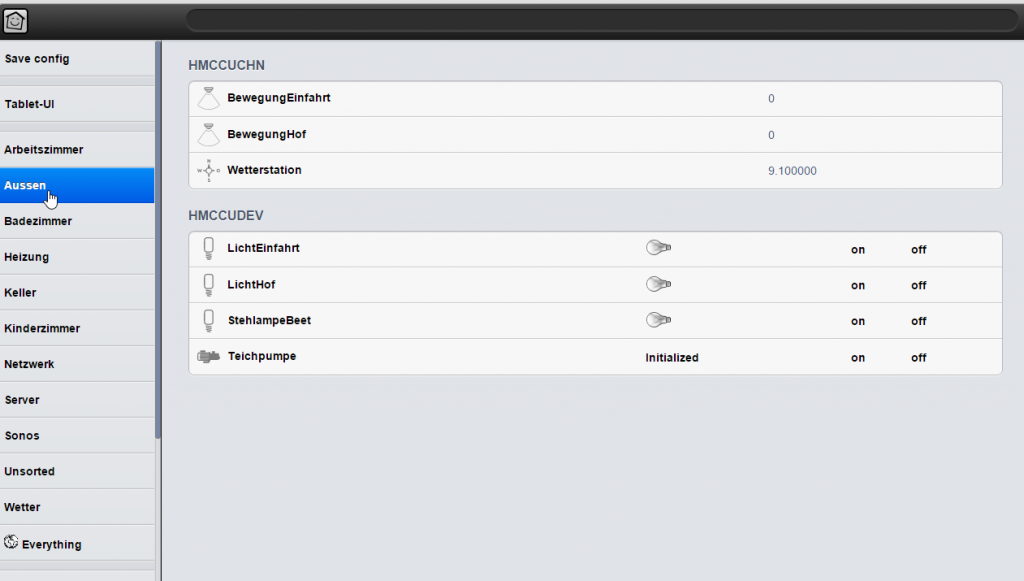 Save config
Tablet-UI
Arbeitszimmer
Aussen
Badezimmer
Heizung
Keller
Kinderzimmer
Netzwerk
Server
Sonos
Unsorted
Wetter
Everything
HMCCUCHN
BewegungEinfahrt 0
BewegungHof 0
Wetterstation 9.100000
HMCCUDEV
LichtEinfahrt on off
LichtHof on off
StehlampeBeet on off
Teichpumpe Initialized on off